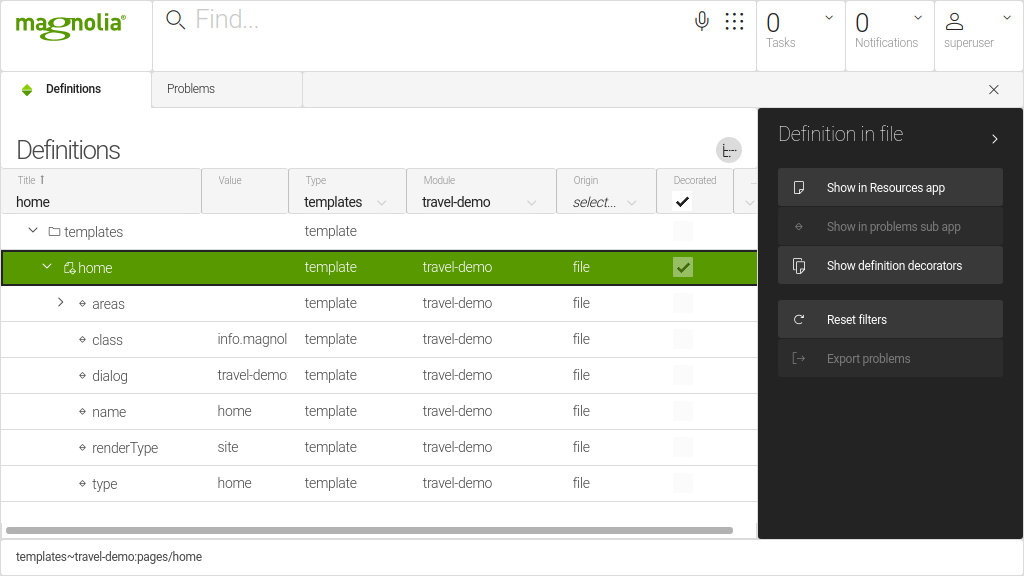 magnolia®
Find...
0
Tasks
0
Notifications
superuser
Definitions
Problems
Definitions
Title Value Type Module Origin Decorated ...
home templates travel-demo select...
templates template
home template travel-demo file
areas template travel-demo file
class info.magnol template travel-demo file
dialog travel-demo template travel-demo file
name home template travel-demo file
renderType site template travel-demo file
type home template travel-demo file
Definition in file
Show in Resources app
Show in problems sub app
Show definition decorators
Reset filters
Export problems
templates~travel-demo:pages/home